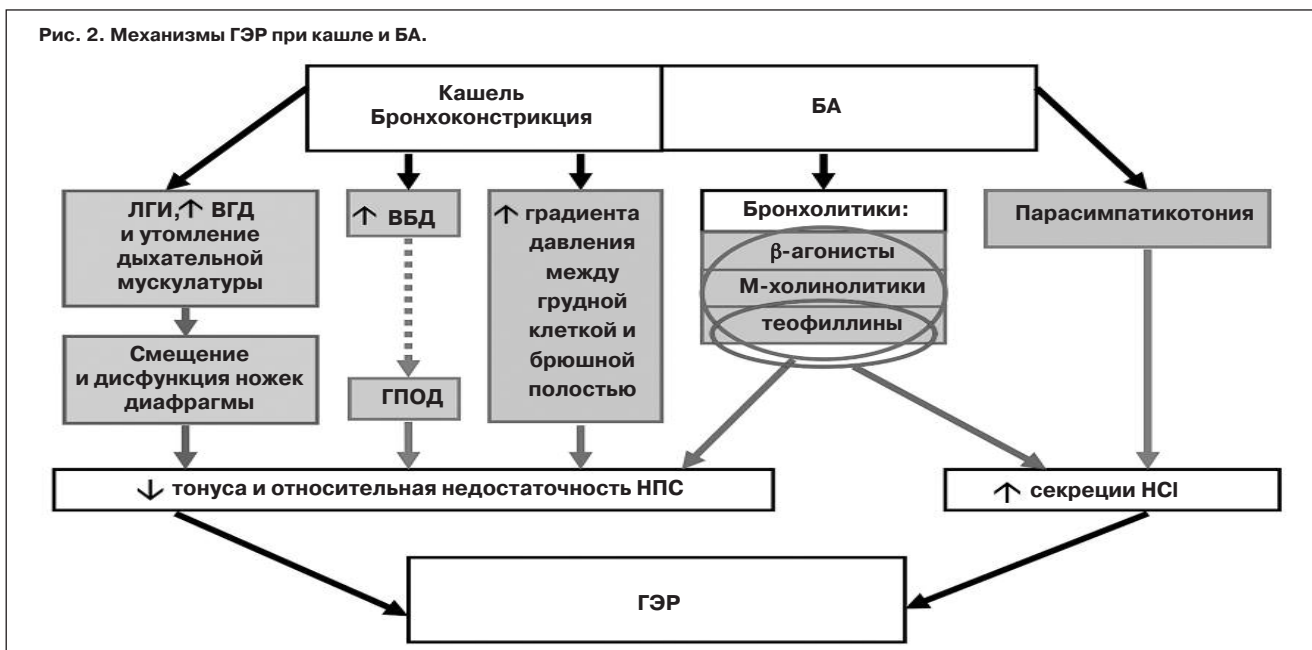 Рис. 2. Механизмы ГЭР при кашле и БА.
Кашель
Бронхоконстрикция
БА
ЛГИ,↑ ВГД
и утомление
дыхательной
мускулатуры
↑ ВБД
↑ градиента
давления
между
грудной
клеткой и
брюшной
полостью
Бронхолитики:
β-агонисты
М-холинолитики
теофиллины
Парасимпатикотония
Смещение
и дисфункция ножек
диафрагмы
ГПОД
↓ тонуса и относительная недостаточность НПС
↑ секреции HCl
ГЭР